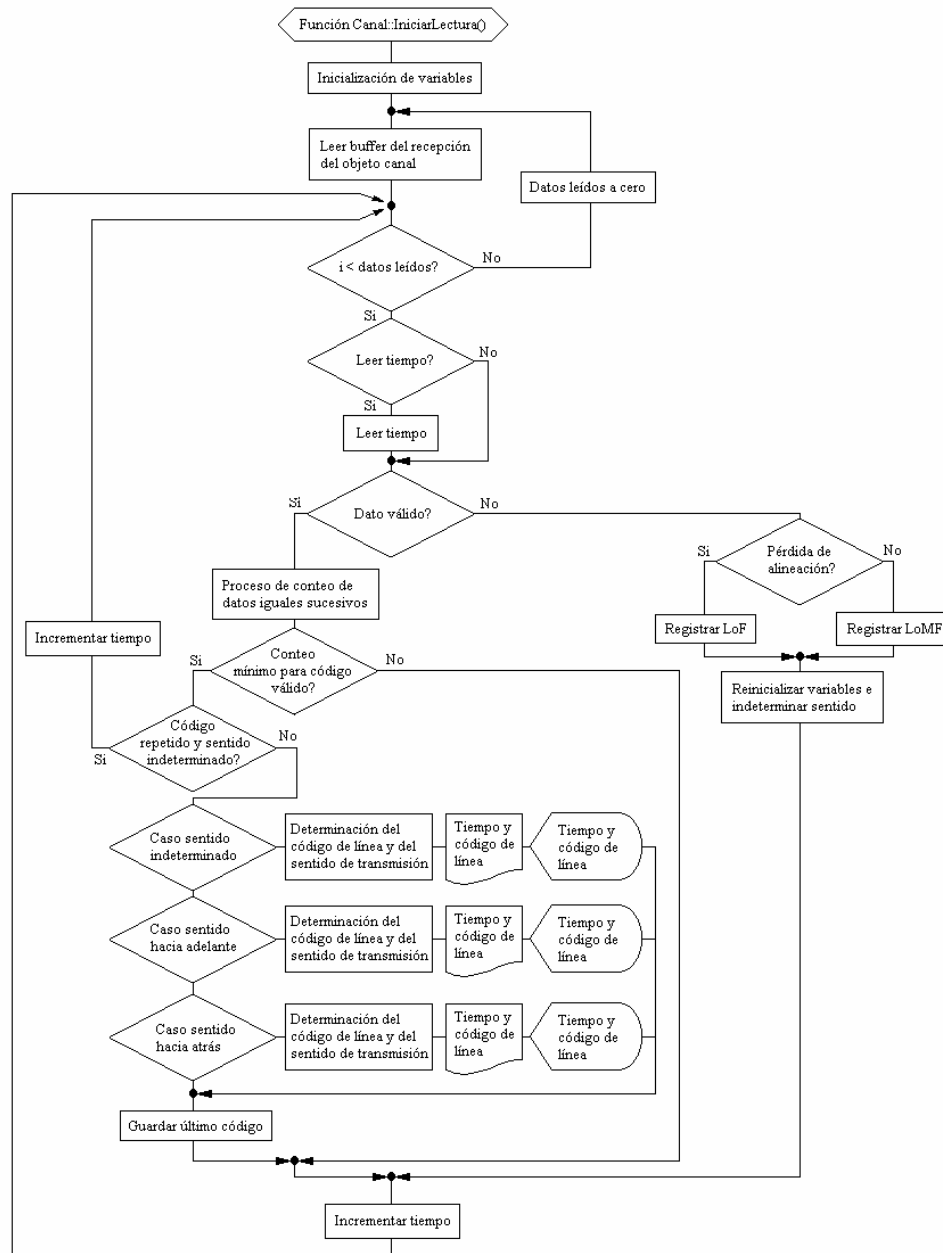 Función Canal::IniciarLectura()
Inicialización de variables
Leer buffer del recepción
del objeto canal
Datos leídos a cero
i < datos leídos?
No
Si
Leer tiempo?
No
Si
Leer tiempo
Dato válido?
Si
No
Pérdida de
alineación?
Si
No
Proceso de conteo de
datos iguales sucesivos
Registrar LoF
Registrar LoMF
Incrementar tiempo
Conteo
mínimo para código
válido?
Si
No
Reinicializar variables e
indeterminar sentido
Código
repetido y sentido
indeterminado?
Si
No
Caso sentido
indeterminado
Determinación del
código de línea y del
sentido de transmisión
Tiempo y
código de
línea
Tiempo y
código de
línea
Caso sentido
hacia adelante
Determinación del
código de línea y del
sentido de transmisión
Tiempo y
código de
línea
Tiempo y
código de
línea
Caso sentido
hacia atrás
Determinación del
código de línea y del
sentido de transmisión
Tiempo y
código de
línea
Tiempo y
código de
línea
Guardar último código
Incrementar tiempo